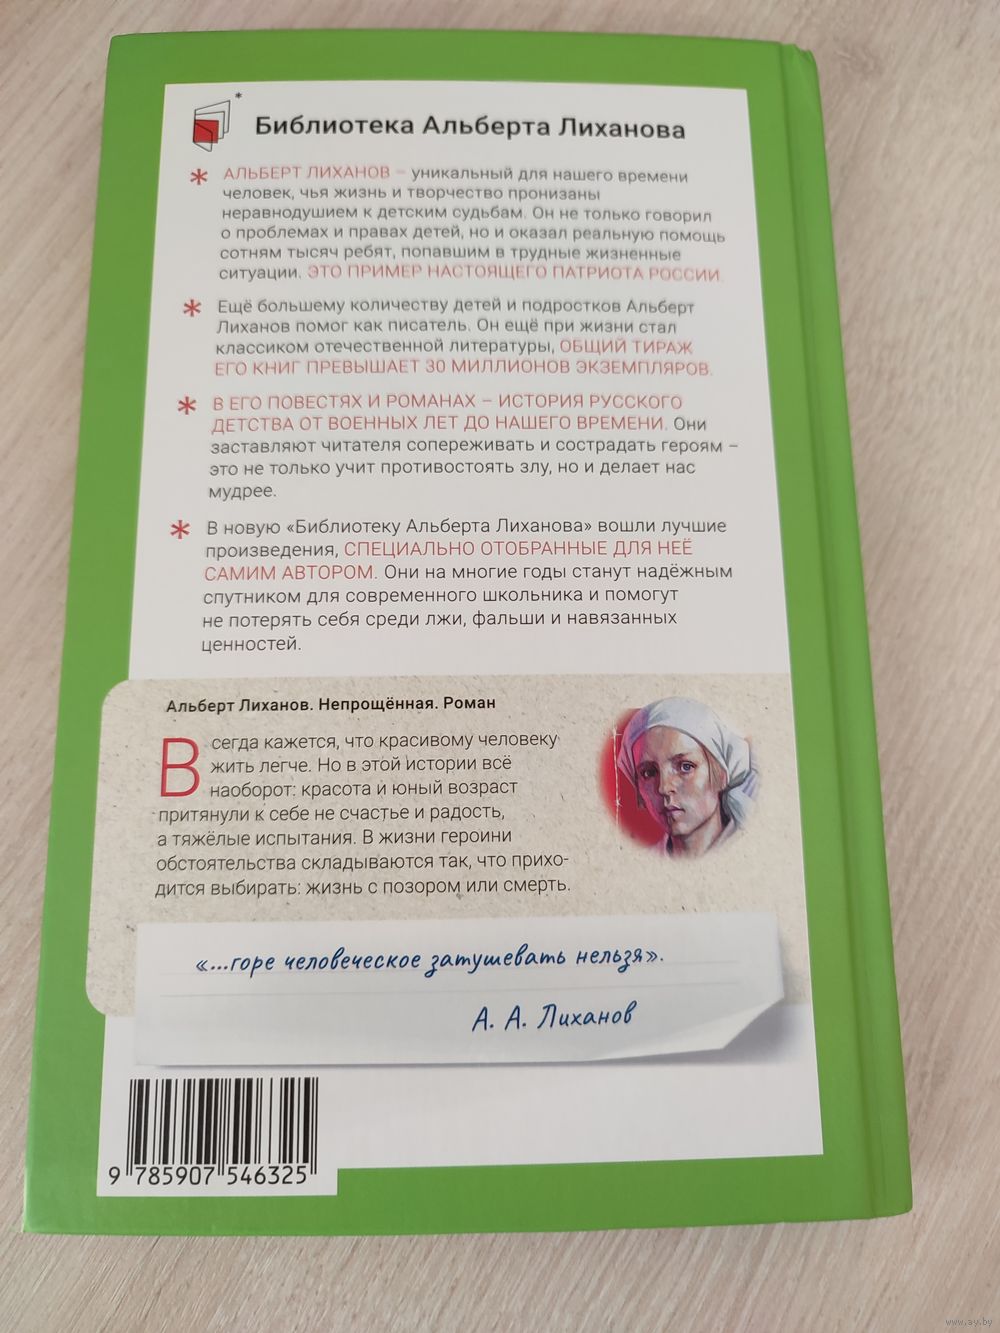 *
Библиотека Альберта Лиханова
* АЛЬБЕРТ ЛИХАНОВ – уникальный для нашего времени
человек, чья жизнь и творчество пронизаны
неравнодушием к детским судьбам. Он не только говорил
о проблемах и правах детей, но и оказал реальную помощь
сотням тысяч ребят, попавшим в трудные жизненные
ситуации. ЭТО ПРИМЕР НАСТОЯЩЕГО ПАТРИОТА РОССИИ.
* Ещё большему количеству детей и подростков Альберт
Лиханов помог как писатель. Он ещё при жизни стал
классиком отечественной литературы, ОБЩИЙ ТИРАЖ
ЕГО КНИГ ПРЕВЫШАЕТ 30 МИЛЛИОНОВ ЭКЗЕМПЛЯРОВ.
* В ЕГО ПОВЕСТЯХ И РОМАНАХ – ИСТОРИЯ РУССКОГО
ДЕТСТВА ОТ ВОЕННЫХ ЛЕТ ДО НАШЕГО ВРЕМЕНИ. Они
заставляют читателя сопереживать и сострадать героям –
это не только учит противостоять злу, но и делает нас
мудрее.
* В новую «Библиотеку Альберта Лиханова» вошли лучшие
произведения, СПЕЦИАЛЬНО ОТОБРАННЫЕ ДЛЯ НЕЁ
САМИМ АВТОРОМ. Они на многие годы станут надёжным
спутником для современного школьника и помогут
не потерять себя среди лжи, фальши и навязанных
ценностей.
Альберт Лиханов. Непрощённая. Роман
Всегда кажется, что красивому человеку
жить легче. Но в этой истории всё
наоборот: красота и юный возраст
притянули к себе не счастье и радость,
а тяжёлые испытания. В жизни героини
обстоятельства складываются так, что прихо-
дится выбирать: жизнь с позором или смерть.
«...горе человеческое затушевать нельзя».
А. А. Лиханов
9 785907 546325
www.ay.by